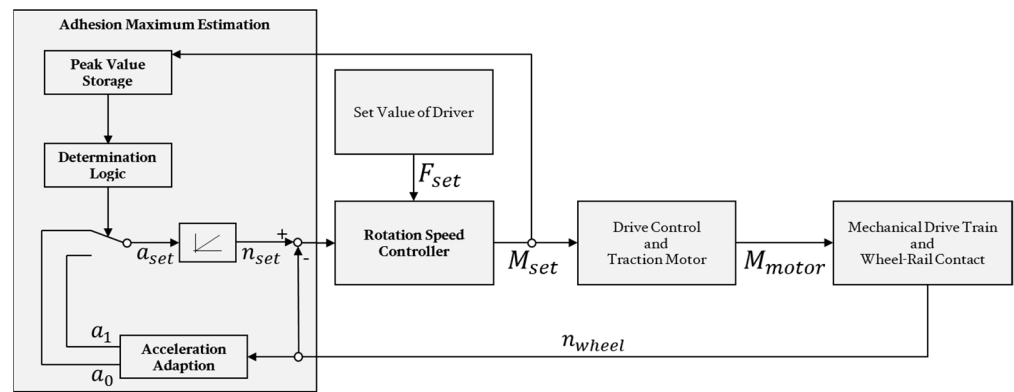 Adhesion Maximum Estimation
Peak Value
Storage
Set Value of Driver
Determination
Logic
F_set
Rotation Speed
Controller
Drive Control
and
Traction Motor
Mechanical Drive Train
and
Wheel-Rail Contact
a_set
n_set
+
-
M_set
M_motor
n_wheel
a_1
a_0
Acceleration
Adaption